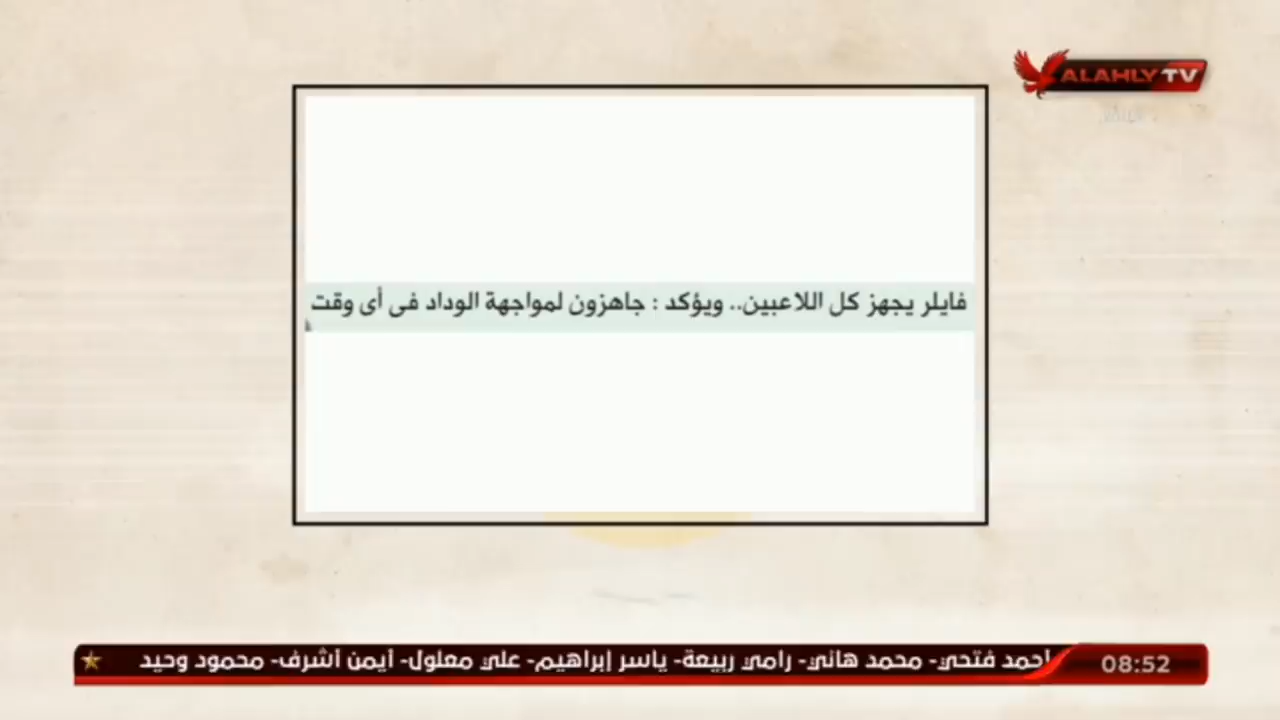 ALAHLY TV
فايلر يجهز كل اللاعبين.. ويؤكد : جاهزون لمواجهة الوداد فى أى وقت
أحمد فتحي- محمد هاني- رامي ربيعة- ياسر إبراهيم- علي معلول- أيمن أشرف- محمود وحيد
08:52